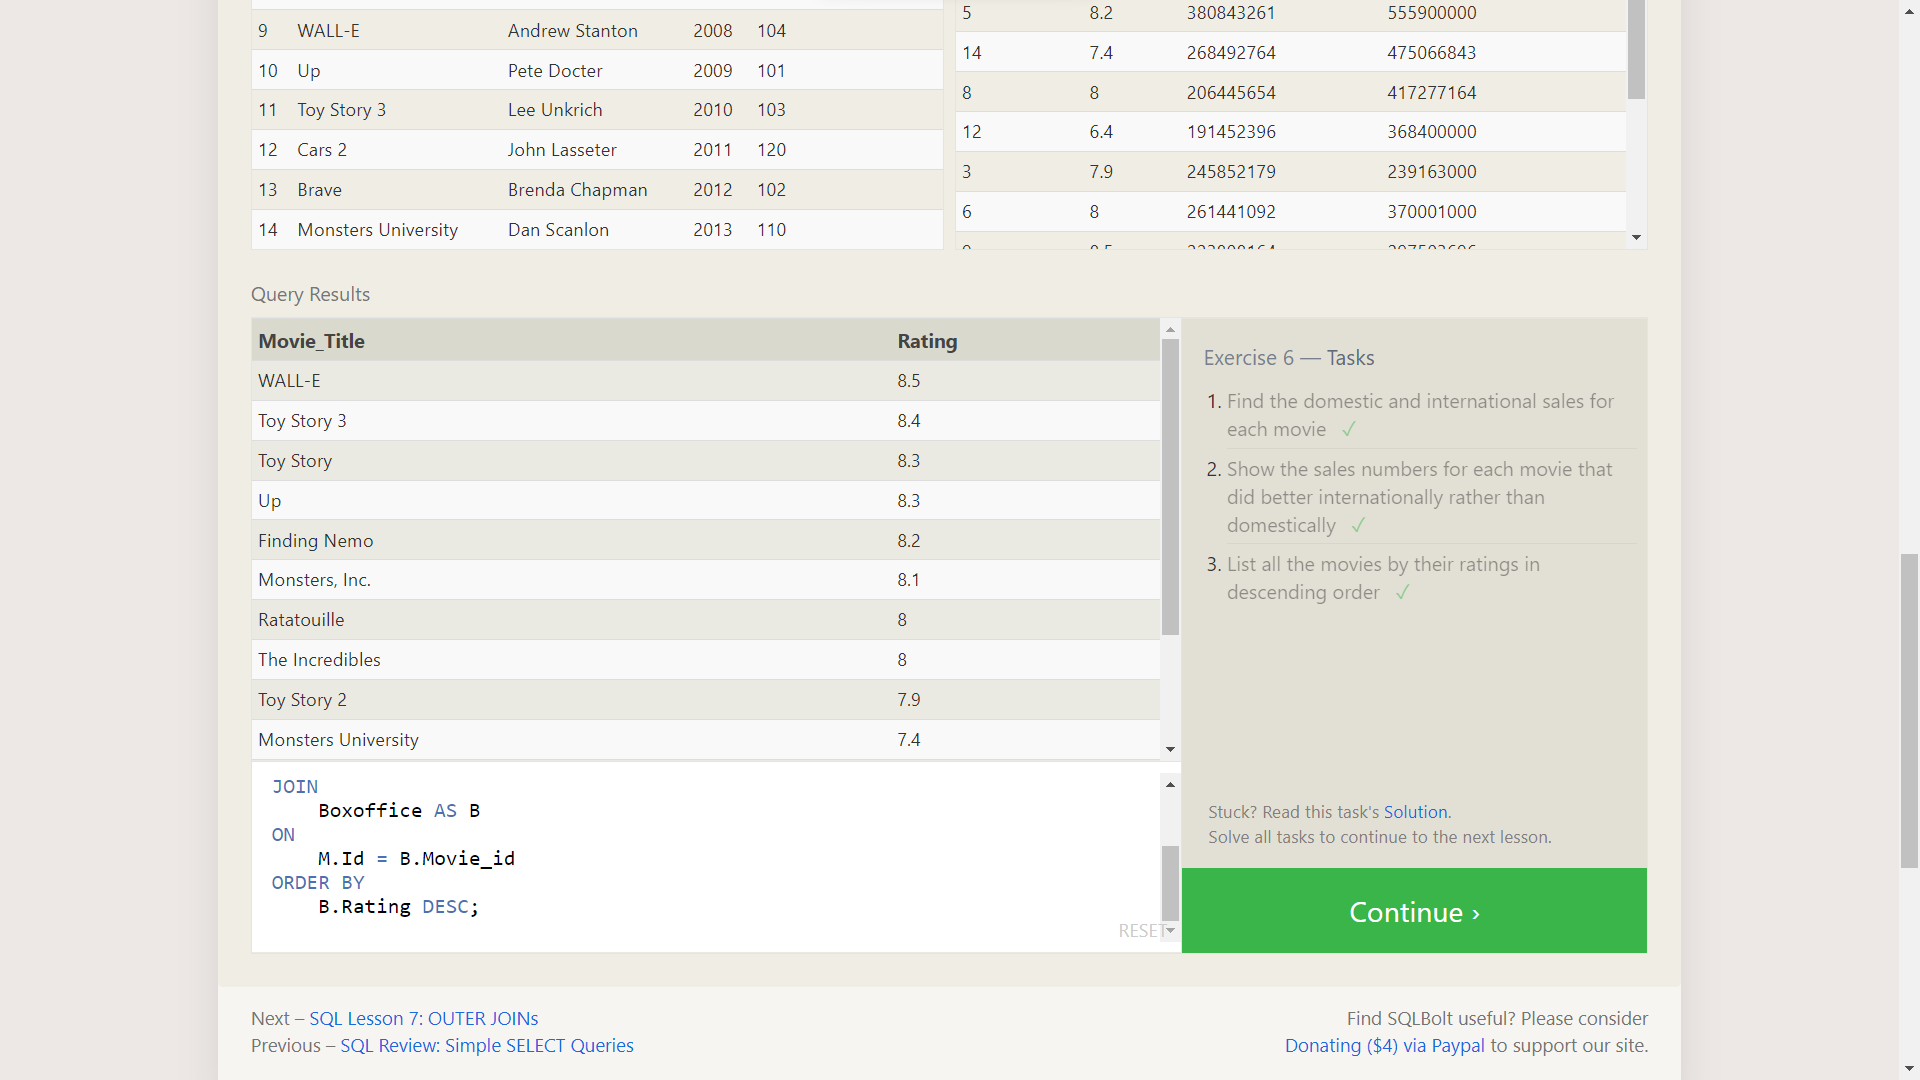 9 WALL-E Andrew Stanton 2008 104
10 Up Pete Docter 2009 101
11 Toy Story 3 Lee Unkrich 2010 103
12 Cars 2 John Lasseter 2011 120
13 Brave Brenda Chapman 2012 102
14 Monsters University Dan Scanlon 2013 110
5 8.2 380843261 555900000
14 7.4 268492764 475066843
8 8 206445654 417277164
12 6.4 191452396 368400000
3 7.9 245852179 239163000
6 8 261441092 370001000
Query Results
Movie_Title Rating
WALL-E 8.5
Toy Story 3 8.4
Toy Story 8.3
Up 8.3
Finding Nemo 8.2
Monsters, Inc. 8.1
Ratatouille 8
The Incredibles 8
Toy Story 2 7.9
Monsters University 7.4
JOIN
Boxoffice AS B
ON
M.Id = B.Movie_id
ORDER BY
B.Rating DESC;
RESET
Exercise 6 — Tasks
1. Find the domestic and international sales for
each movie ✓
2. Show the sales numbers for each movie that
did better internationally rather than
domestically ✓
3. List all the movies by their ratings in
descending order ✓
Stuck? Read this task's Solution.
Solve all tasks to continue to the next lesson.
Continue ›
Next – SQL Lesson 7: OUTER JOINs
Previous – SQL Review: Simple SELECT Queries
Find SQLBolt useful? Please consider
Donating ($4) via Paypal to support our site.